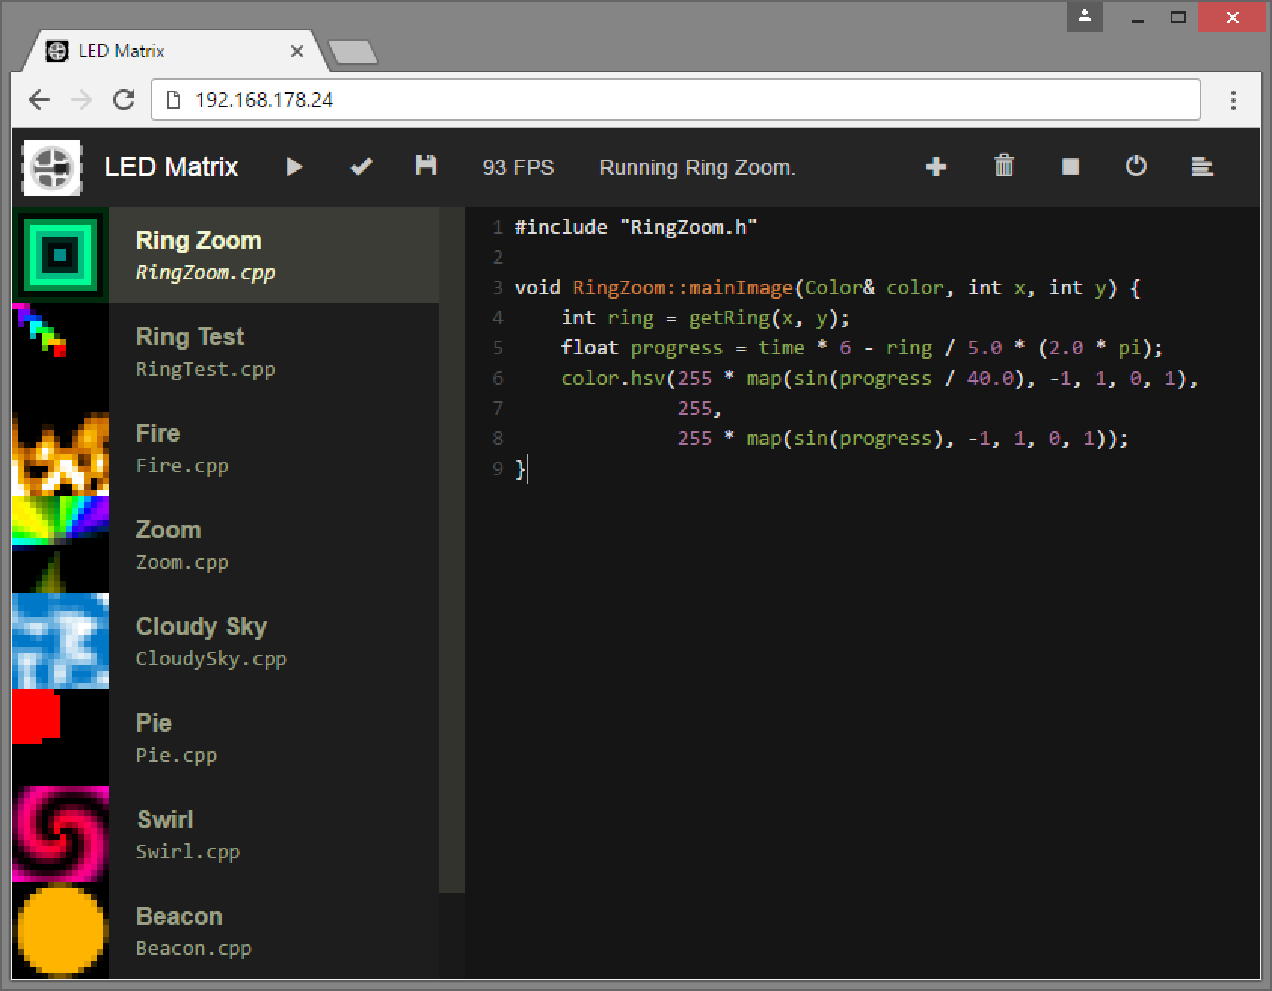 LED Matrix
192.168.178.24
LED Matrix
93 FPS
Running Ring Zoom.
Ring Zoom
RingZoom.cpp
Ring Test
RingTest.cpp
Fire
Fire.cpp
Zoom
Zoom.cpp
Cloudy Sky
CloudySky.cpp
Pie
Pie.cpp
Swirl
Swirl.cpp
Beacon
Beacon.cpp
1 #include "RingZoom.h"
2
3 void RingZoom::mainImage(Color& color, int x, int y) {
4     int ring = getRing(x, y);
5     float progress = time * 6 - ring / 5.0 * (2.0 * pi);
6     color.hsv(255 * map(sin(progress / 40.0), -1, 1, 0, 1),
7               255,
8               255 * map(sin(progress), -1, 1, 0, 1));
9 }